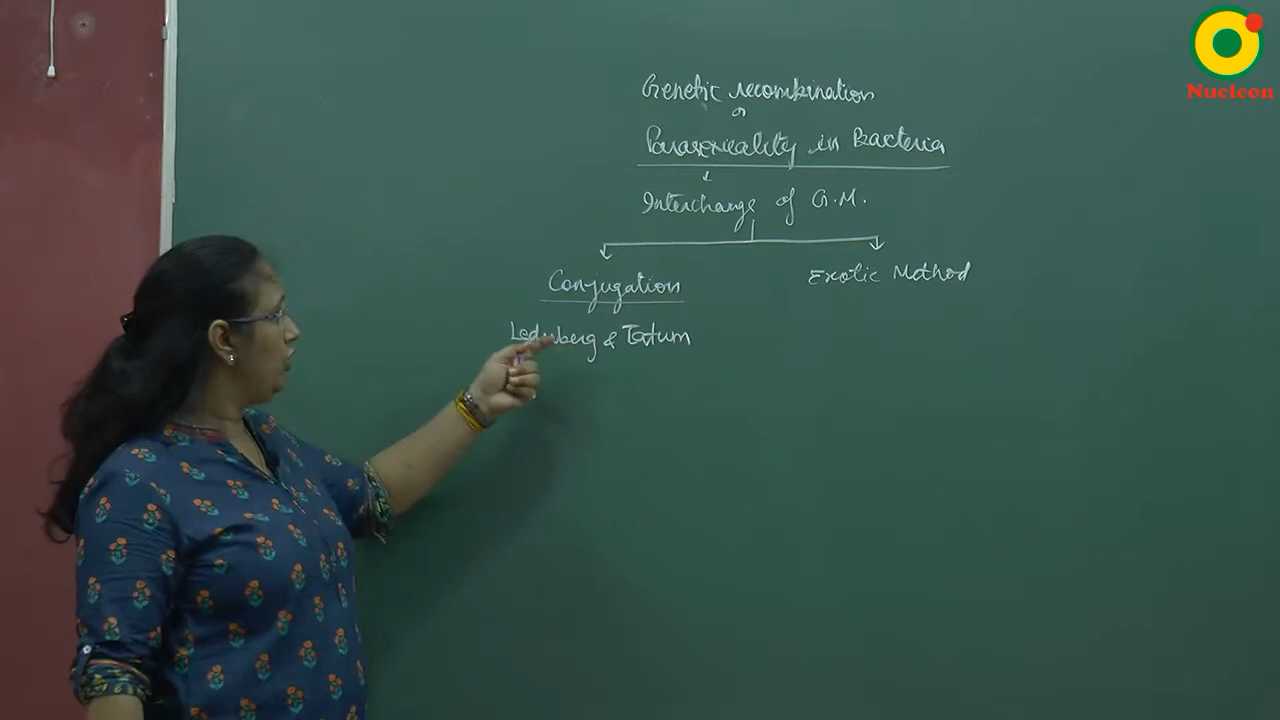 Nucleon
Genetic recombination
or
Parasexuality in Bacteria
Interchange of G.M.
Conjugation
Exotic Method
Lederberg & Tatum